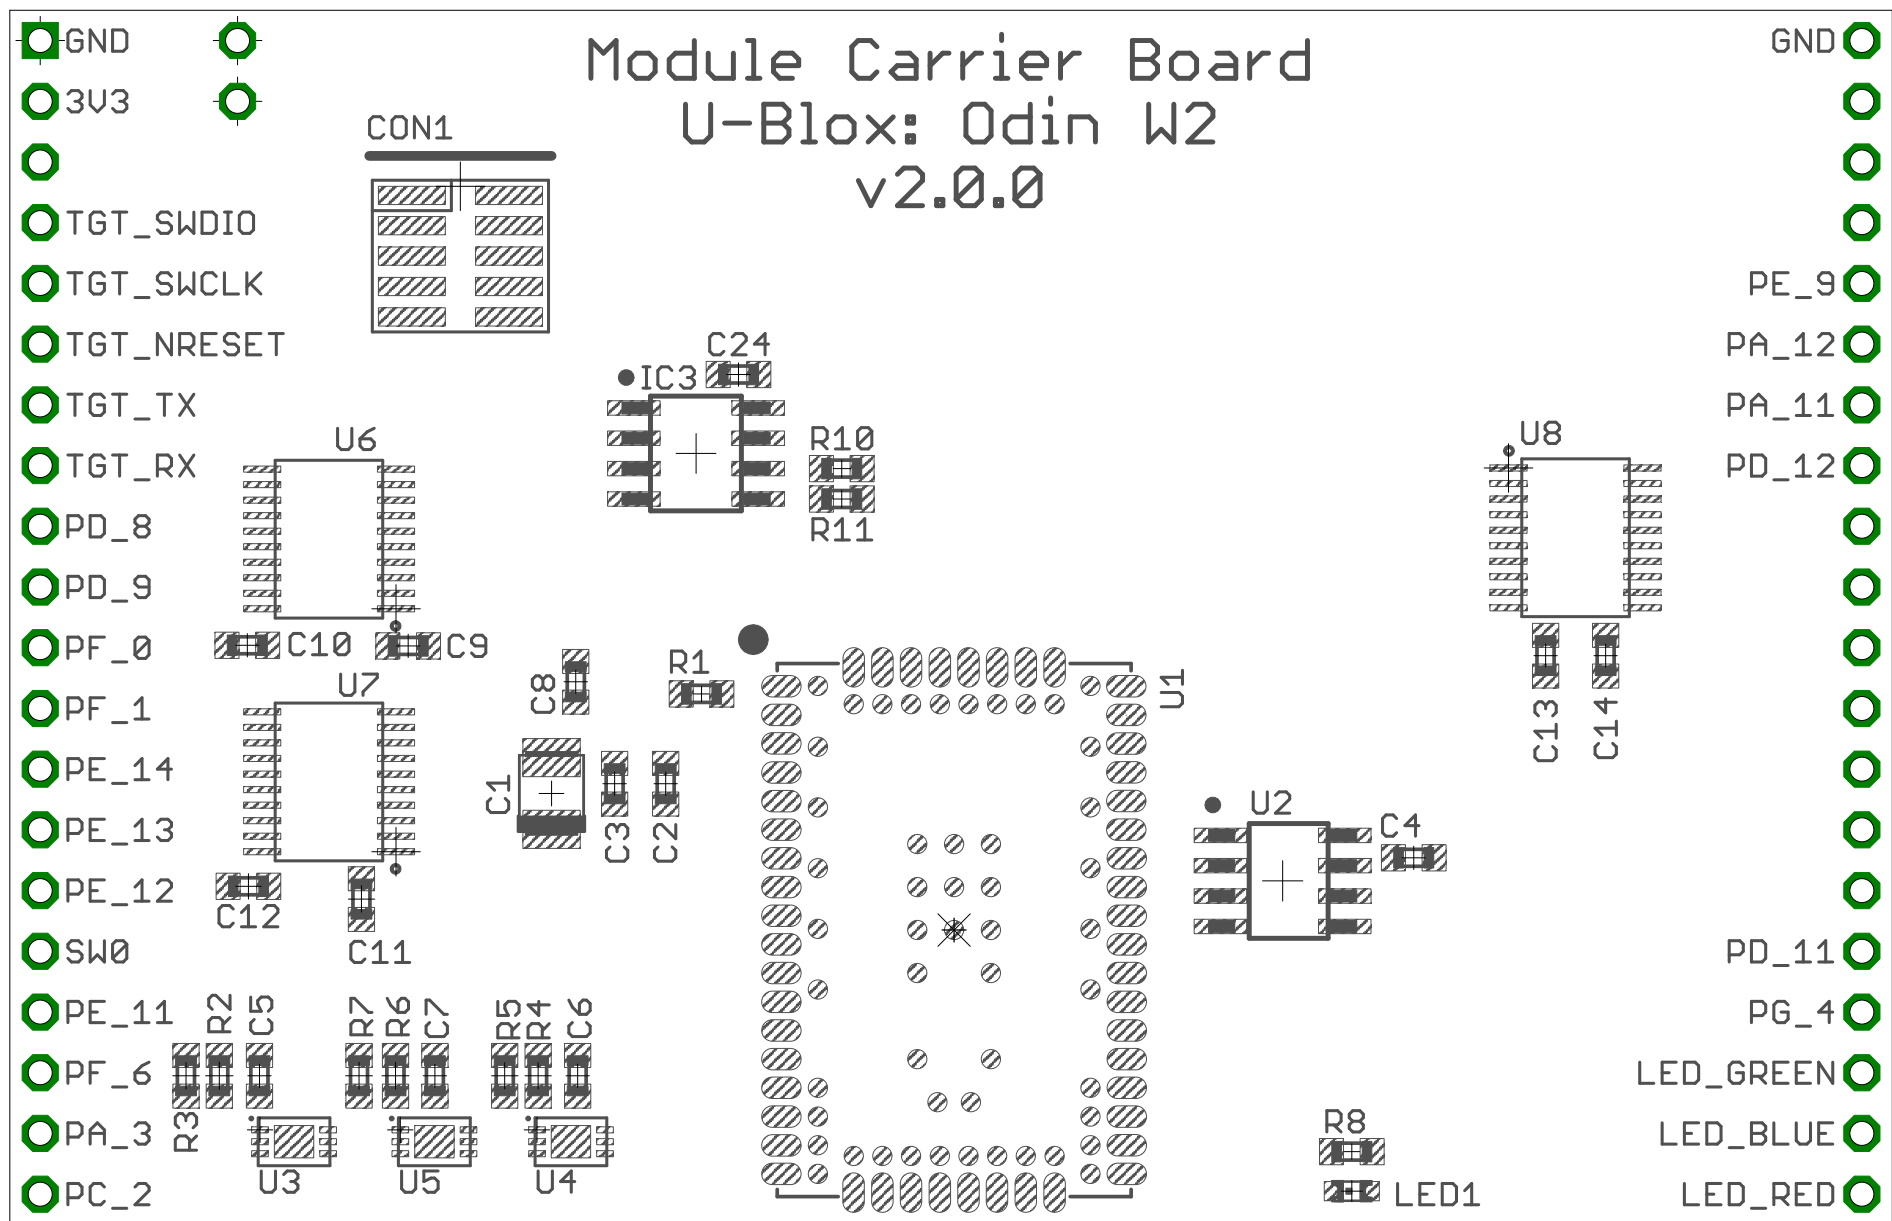 Module Carrier Board
U-Blox: Odin W2
v2.0.0
GND
3V3
TGT_SWDIO
TGT_SWCLK
TGT_NRESET
TGT_TX
TGT_RX
PD_8
PD_9
PF_0
PF_1
PE_14
PE_13
PE_12
SW0
PE_11
PF_6
PA_3
PC_2
CON1
C24
IC3
R10
R11
U6
C10
C9
U7
C8
R1
C1
C3
C2
C12
C11
R3
R2
C5
R7
R6
C7
R5
R4
C6
U3
U5
U4
U1
U2
C4
U8
C13
C14
R8
LED1
GND
PE_9
PA_12
PA_11
PD_12
PD_11
PG_4
LED_GREEN
LED_BLUE
LED_RED